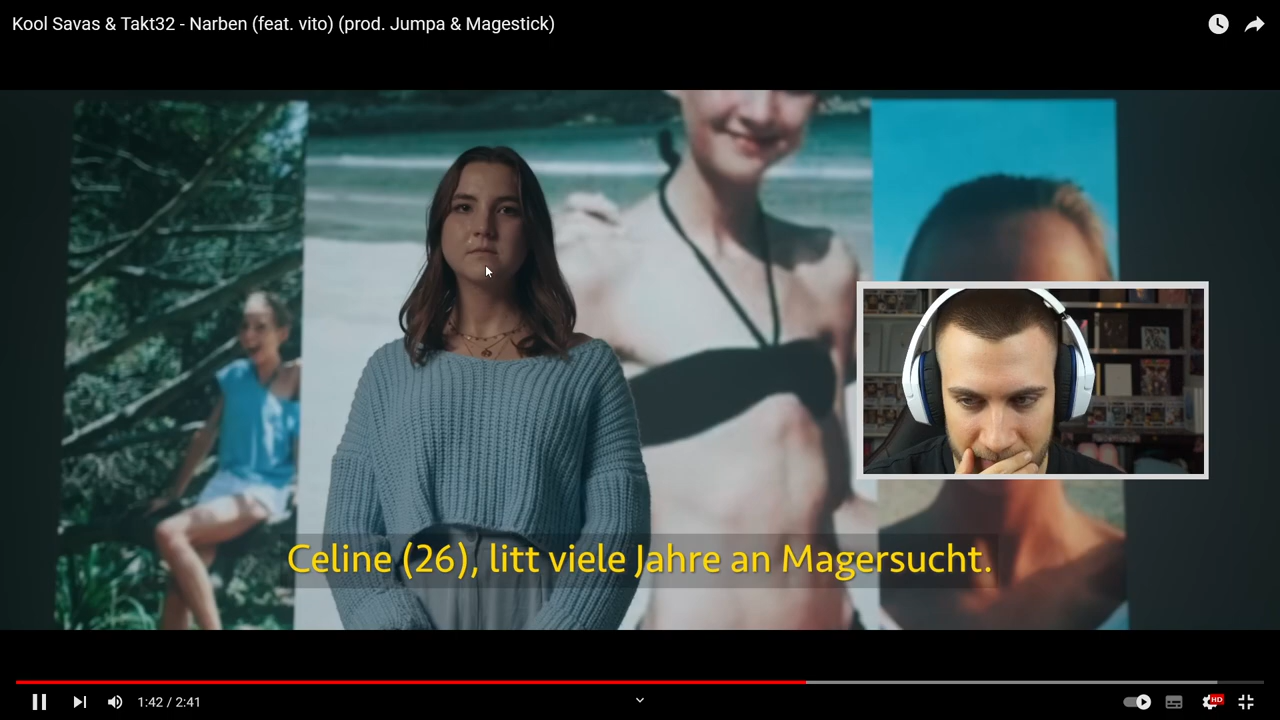 Kool Savas & Takt32 - Narben (feat. vito) (prod. Jumpa & Magestick)
Celine (26), litt viele Jahre an Magersucht.
1:42 / 2:41
HD